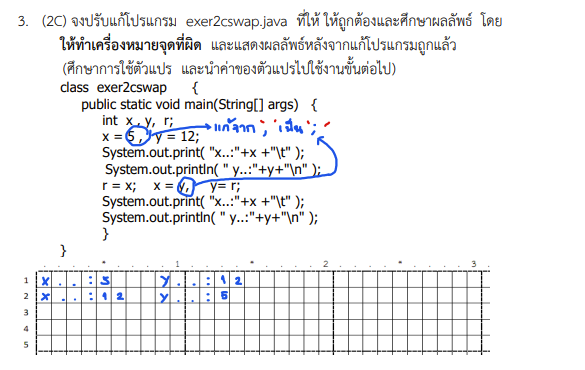 3. (2C) จงปรับแก้โปรแกรม exer2cswap.java ที่ให้ ให้ถูกต้องและศึกษาผลลัพธ์ โดย
ให้ทำเครื่องหมายจุดที่ผิด และแสดงผลลัพธ์หลังจากแก้โปรแกรมถูกแล้ว
(ศึกษาการใช้ตัวแปร และนำค่าของตัวแปรไปใช้งานขั้นต่อไป)
class exer2cswap {
public static void main(String[] args) {
int x, y, r;
แก้จาก ', 'เป็น ';'
x = 5 , y = 12;
System.out.print( "x..:"+x +"\t" );
System.out.println( " y..:"+y+"\n" );
r = x; x = y, y= r;
System.out.print( "x..:"+x +"\t" );
System.out.println( " y..:"+y+"\n" );
}
}
1 2 3
1 x..:5 y..:12
2 x..:12 y..:5
3
4
5